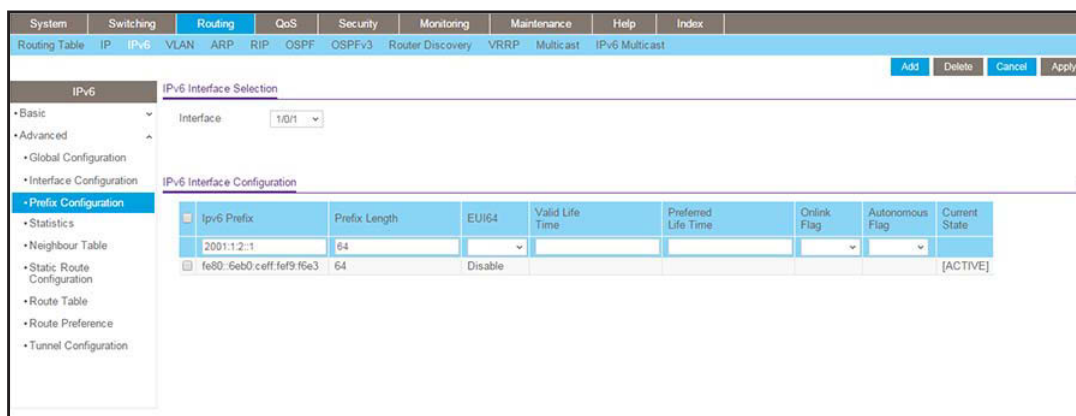 System Switching Routing QoS Security Monitoring Maintenance Help Index
Routing Table IP IPv6 VLAN ARP RIP OSPF OSPFv3 Router Discovery VRRP Multicast IPv6 Multicast
Add Delete Cancel Apply
IPv6
•Basic
•Advanced
•Global Configuration
•Interface Configuration
•Prefix Configuration
•Statistics
•Neighbour Table
•Static Route
Configuration
•Route Table
•Route Preference
•Tunnel Configuration
IPv6 Interface Selection
Interface 1/0/1
IPv6 Interface Configuration
Ipv6 Prefix Prefix Length EUI64 Valid Life Time Preferred Life Time Onlink Flag Autonomous Flag Current State
2001:1:2::1 64
fe80::6eb0:ceff:fef9:f6e3 64 Disable [ACTIVE]